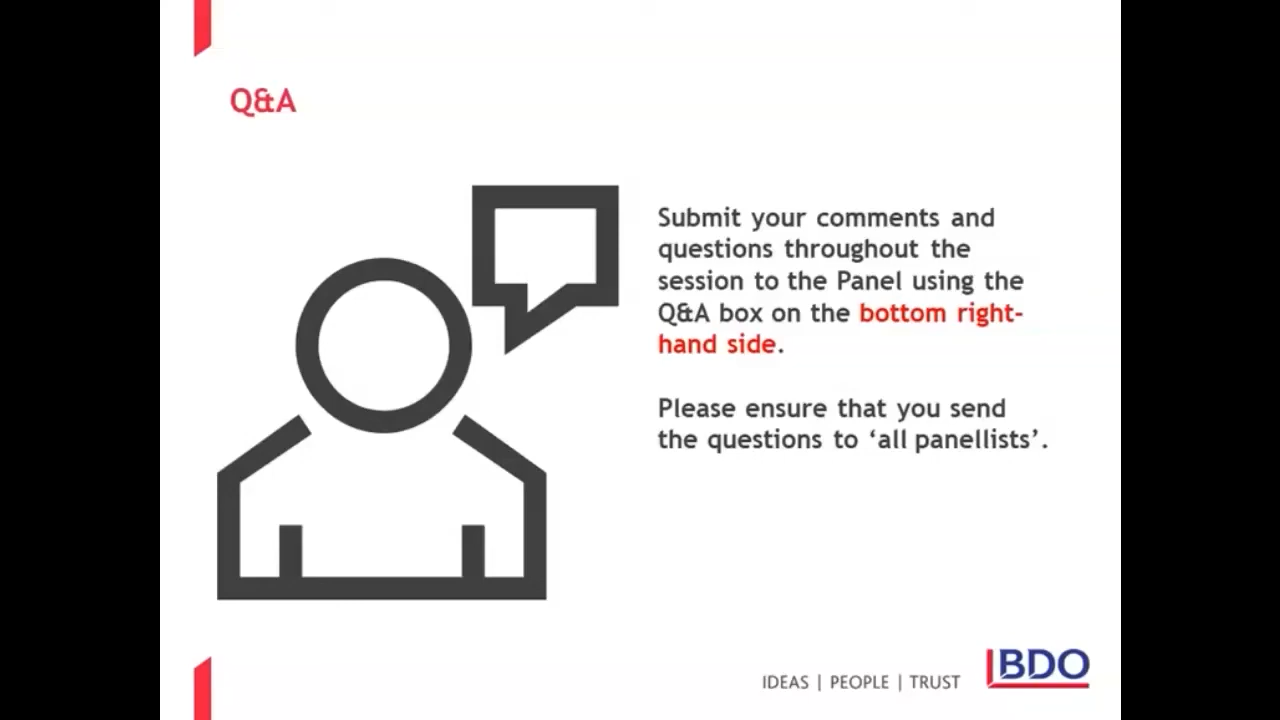 Q&A
Submit your comments and
questions throughout the
session to the Panel using the
Q&A box on the bottom right-
hand side.
Please ensure that you send
the questions to ‘all panellists’.
IDEAS | PEOPLE | TRUST
BDO